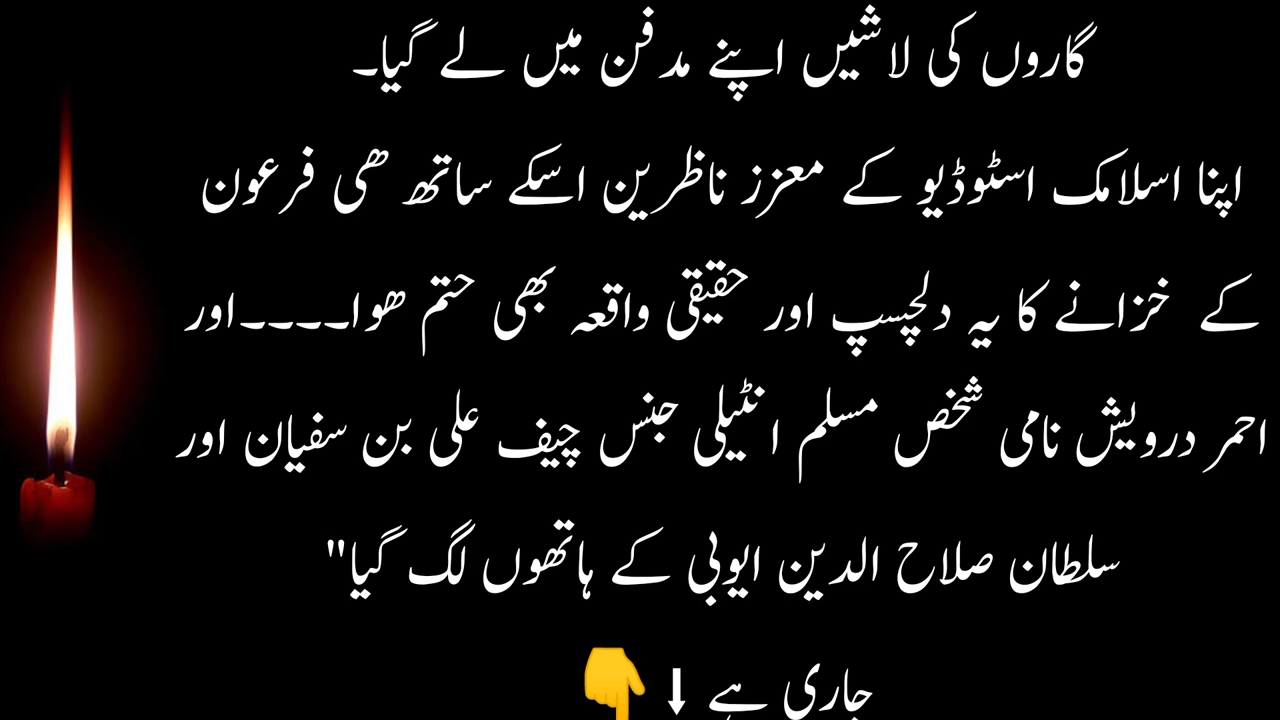 گاروں کی لاشیں اپنے مدفن میں لے گیا۔
اپنا اسلامک اسٹوڈیو کے معزز ناظرین اسکے ساتھ ھی فرعون
کے خزانے کا یہ دلچسپ اور حقیقی واقعہ بھی ختم ھوا۔۔۔۔اور
احمر درویش نامی شخص مسلم انٹیلی جنس چیف علی بن سفیان اور
سلطان صلاح الدین ایوبی کے ہاتھوں لگ گیا"
جاری ہے ⬇👇